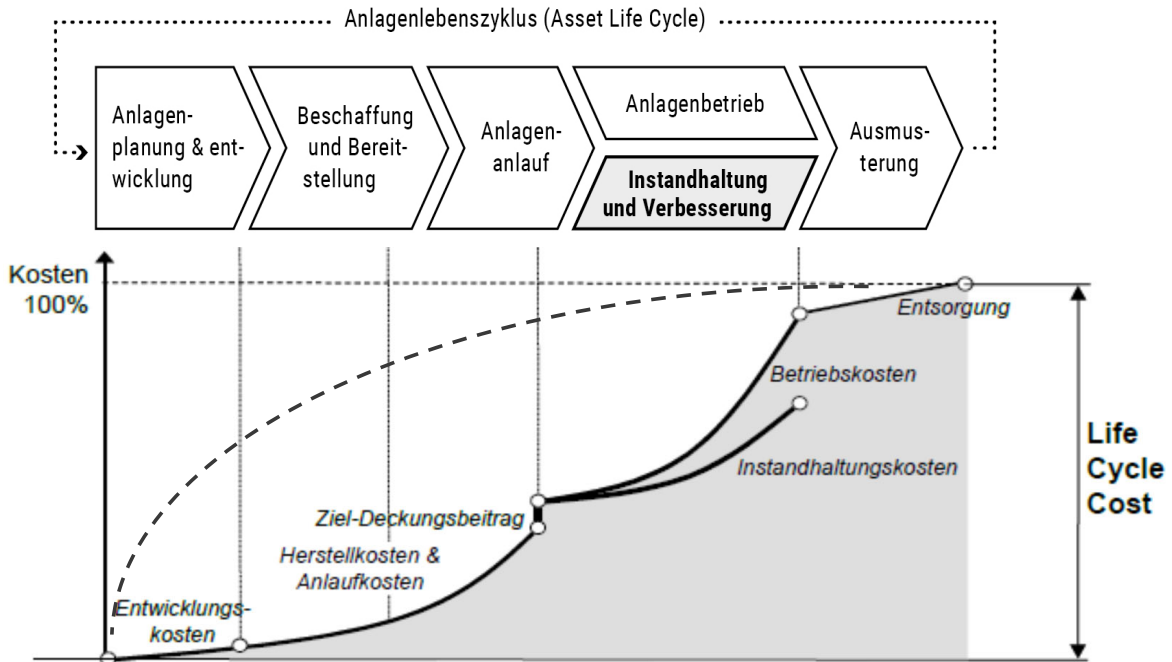 Anlagenlebenszyklus (Asset Life Cycle)
Anlagen-
planung & ent-
wicklung
Beschaffung
und Bereit-
stellung
Anlagen-
anlauf
Anlagenbetrieb
Instandhaltung
und Verbesserung
Ausmus-
terung
Kosten
100%
Entsorgung
Betriebskosten
Instandhaltungskosten
Life
Cycle
Cost
Ziel-Deckungsbeitrag
Herstellkosten &
Anlaufkosten
Entwicklungs-
kosten